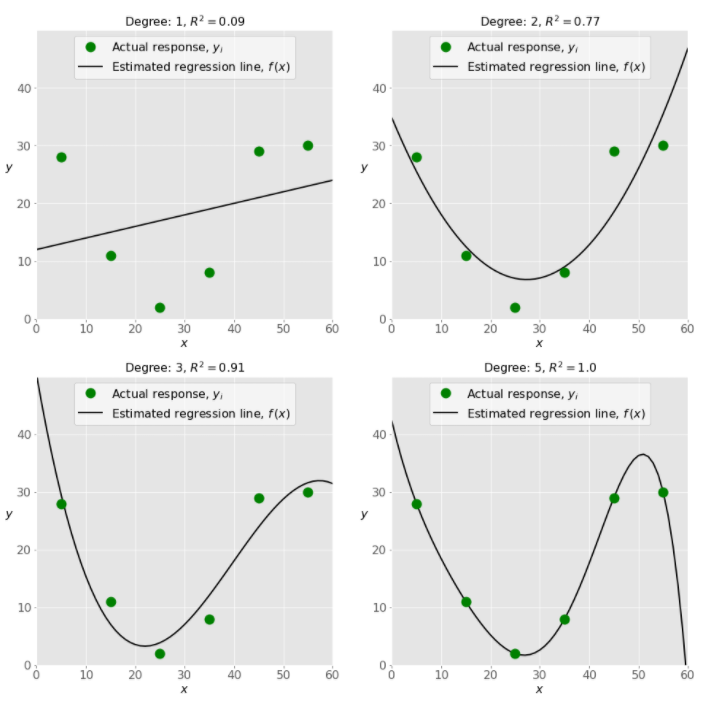 Degree: 1, R² = 0.09
Actual response, yᵢ
Estimated regression line, f(x)
40
30
20
10
0
y
0 10 20 30 40 50 60
x
Degree: 2, R² = 0.77
Actual response, yᵢ
Estimated regression line, f(x)
40
30
20
10
0
y
0 10 20 30 40 50 60
x
Degree: 3, R² = 0.91
Actual response, yᵢ
Estimated regression line, f(x)
40
30
20
10
0
y
0 10 20 30 40 50 60
x
Degree: 5, R² = 1.0
Actual response, yᵢ
Estimated regression line, f(x)
40
30
20
10
0
y
0 10 20 30 40 50 60
x